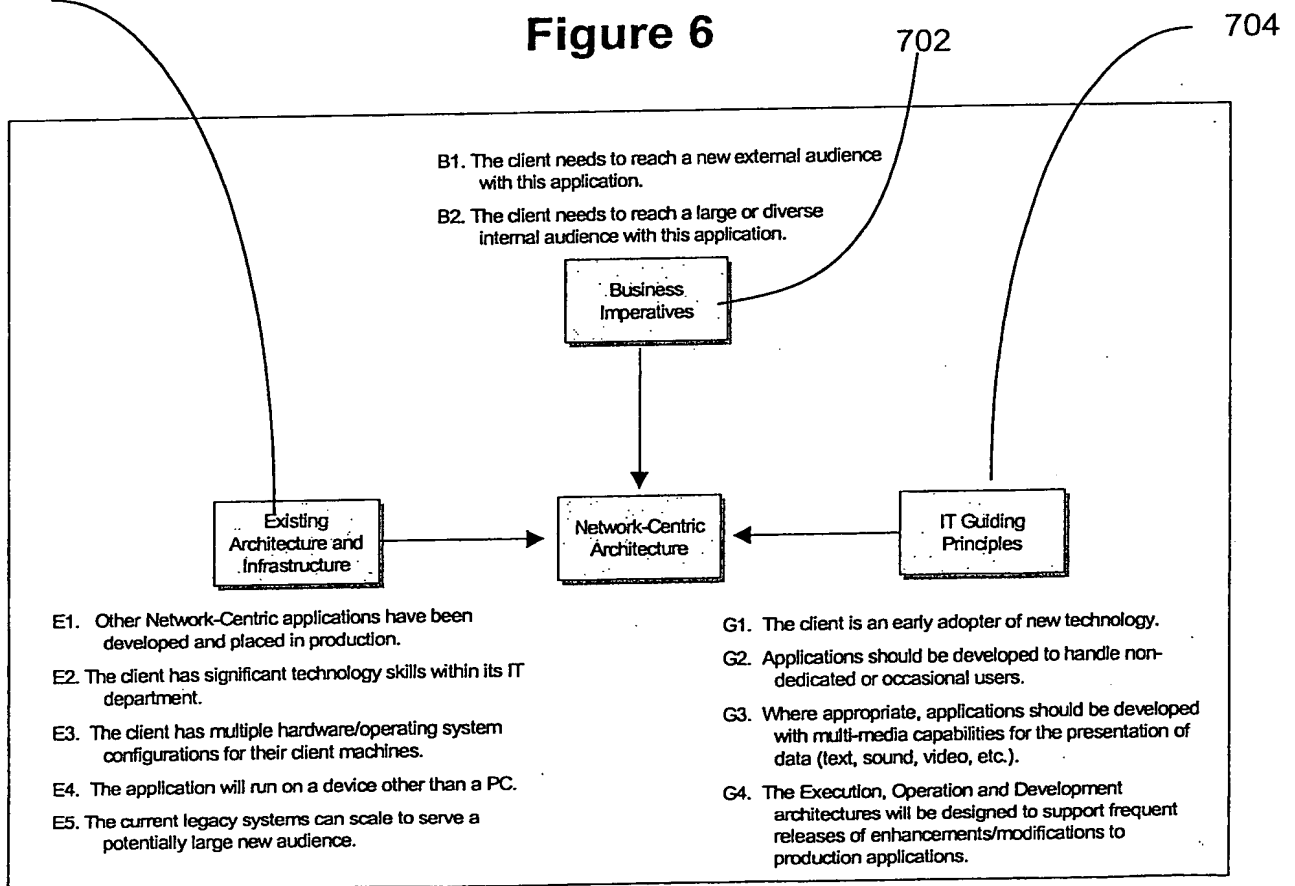 Figure 6
702
704
B1. The client needs to reach a new external audience
with this application.
B2. The client needs to reach a large or diverse
internal audience with this application.
Business
Imperatives
Existing
Architecture and
Infrastructure
Network-Centric
Architecture
IT Guiding
Principles
E1. Other Network-Centric applications have been
developed and placed in production.
E2. The client has significant technology skills within its IT
department.
E3. The client has multiple hardware/operating system
configurations for their client machines.
E4. The application will run on a device other than a PC.
E5. The current legacy systems can scale to serve a
potentially large new audience.
G1. The client is an early adopter of new technology.
G2. Applications should be developed to handle non-
dedicated or occasional users.
G3. Where appropriate, applications should be developed
with multi-media capabilities for the presentation of
data (text, sound, video, etc.).
G4. The Execution, Operation and Development
architectures will be designed to support frequent
releases of enhancements/modifications to
production applications.